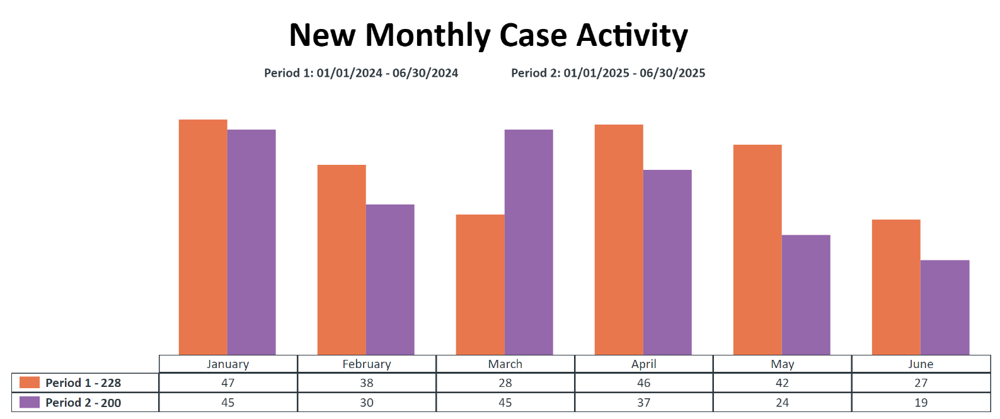 New Monthly Case Activity
Period 1: 01/01/2024 - 06/30/2024 Period 2: 01/01/2025 - 06/30/2025
January February March April May June
Period 1 - 228 47 38 28 46 42 27
Period 2 - 200 45 30 45 37 24 19